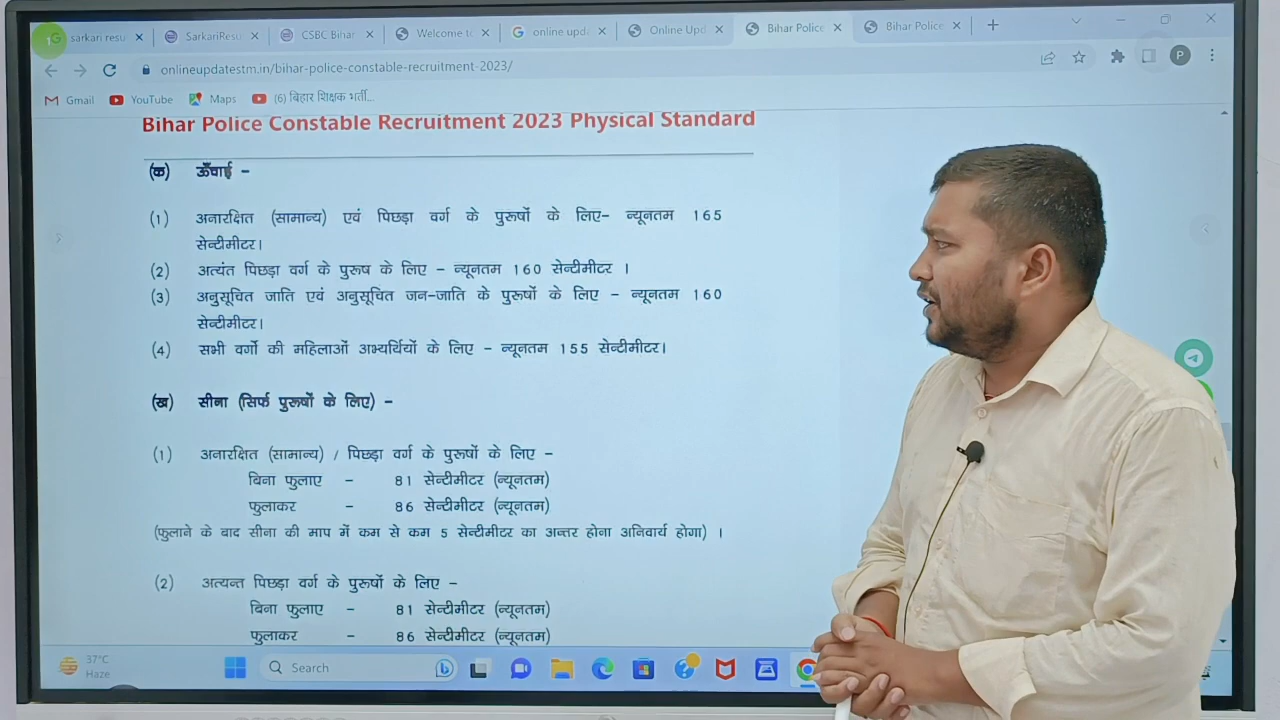 sarkari resu
SarkariResu
CSBC Bihar
Welcome to
online upd
Online Upd
Bihar Police
Bihar Police
onlineupdatestm.in/bihar-police-constable-recruitment-2023/
P
Gmail
YouTube
Maps
(6) बिहार शिक्षक भर्ती...
Bihar Police Constable Recruitment 2023 Physical Standard
(क) ऊँचाई –
(1) अनारक्षित (सामान्य) एवं पिछड़ा वर्ग के पुरूषों के लिए– न्यूनतम 165
सेन्टीमीटर।
(2) अत्यंत पिछड़ा वर्ग के पुरूष के लिए – न्यूनतम 160 सेन्टीमीटर ।
(3) अनुसूचित जाति एवं अनुसूचित जन-जाति के पुरूषों के लिए – न्यूनतम 160
सेन्टीमीटर।
(4) सभी वर्गो की महिलाओं अभ्यर्थियों के लिए – न्यूनतम 155 सेन्टीमीटर।
(ख) सीना (सिर्फ पुरूषों के लिए) –
(1) अनारक्षित (सामान्य) / पिछड़ा वर्ग के पुरूषों के लिए –
बिना फुलाए – 81 सेन्टीमीटर (न्यूनतम)
फुलाकर – 86 सेन्टीमीटर (न्यूनतम)
(फुलाने के बाद सीना की माप में कम से कम 5 सेन्टीमीटर का अन्तर होना अनिवार्य होगा) ।
(2) अत्यन्त पिछड़ा वर्ग के पुरूषों के लिए –
बिना फुलाए – 81 सेन्टीमीटर (न्यूनतम)
फुलाकर – 86 सेन्टीमीटर (न्यूनतम)
37°C
Haze
Search